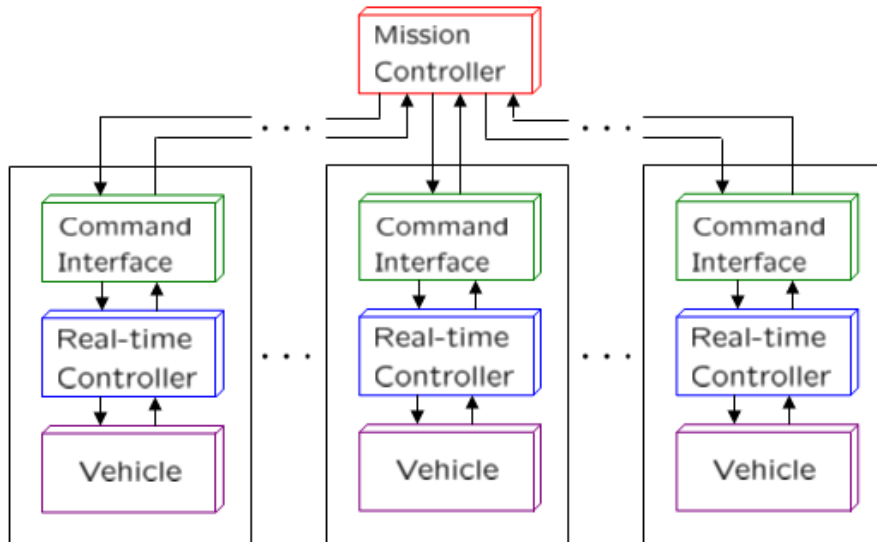 Mission
Controller
Command
Interface
Real-time
Controller
Vehicle
Command
Interface
Real-time
Controller
Vehicle
Command
Interface
Real-time
Controller
Vehicle